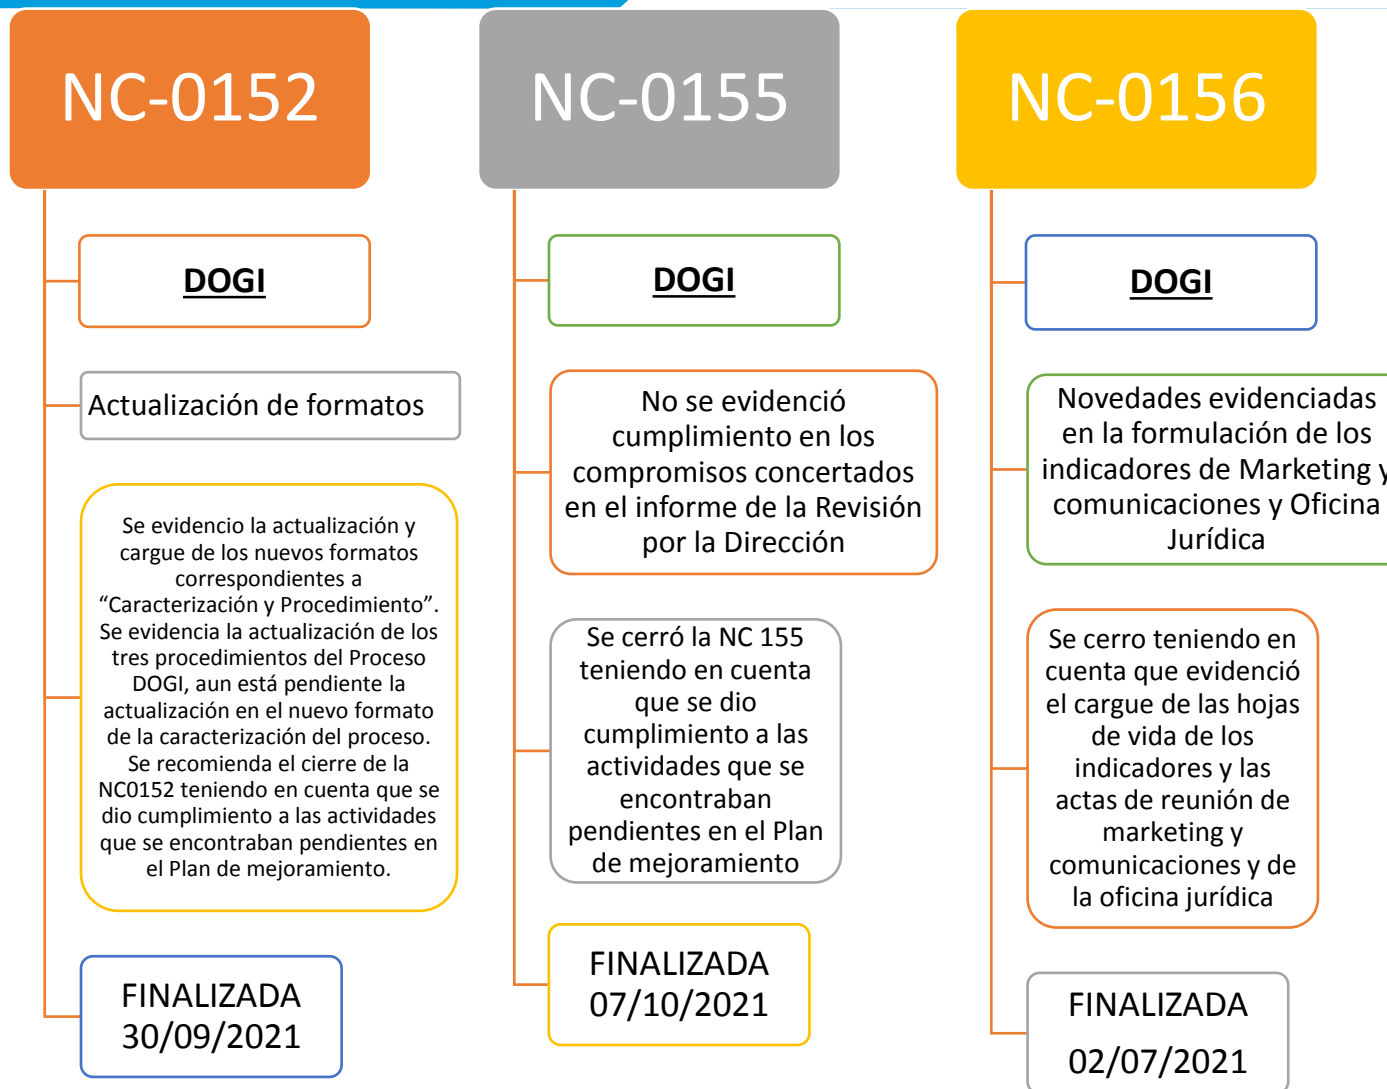 NC-0152
DOGI
Actualización de formatos
Se evidencio la actualización y
cargue de los nuevos formatos
correspondientes a
“Caracterización y Procedimiento”.
Se evidencia la actualización de los
tres procedimientos del Proceso
DOGI, aun está pendiente la
actualización en el nuevo formato
de la caracterización del proceso.
Se recomienda el cierre de la
NC0152 teniendo en cuenta que se
dio cumplimiento a las actividades
que se encontraban pendientes en
el Plan de mejoramiento.
FINALIZADA
30/09/2021
NC-0155
DOGI
No se evidenció
cumplimiento en los
compromisos concertados
en el informe de la Revisión
por la Dirección
Se cerró la NC 155
teniendo en cuenta
que se dio
cumplimiento a las
actividades que se
encontraban
pendientes en el Plan
de mejoramiento
FINALIZADA
07/10/2021
NC-0156
DOGI
Novedades evidenciadas
en la formulación de los
indicadores de Marketing y
comunicaciones y Oficina
Jurídica
Se cerro teniendo en
cuenta que evidenció
el cargue de las hojas
de vida de los
indicadores y las
actas de reunión de
marketing y
comunicaciones y de
la oficina jurídica
FINALIZADA
02/07/2021